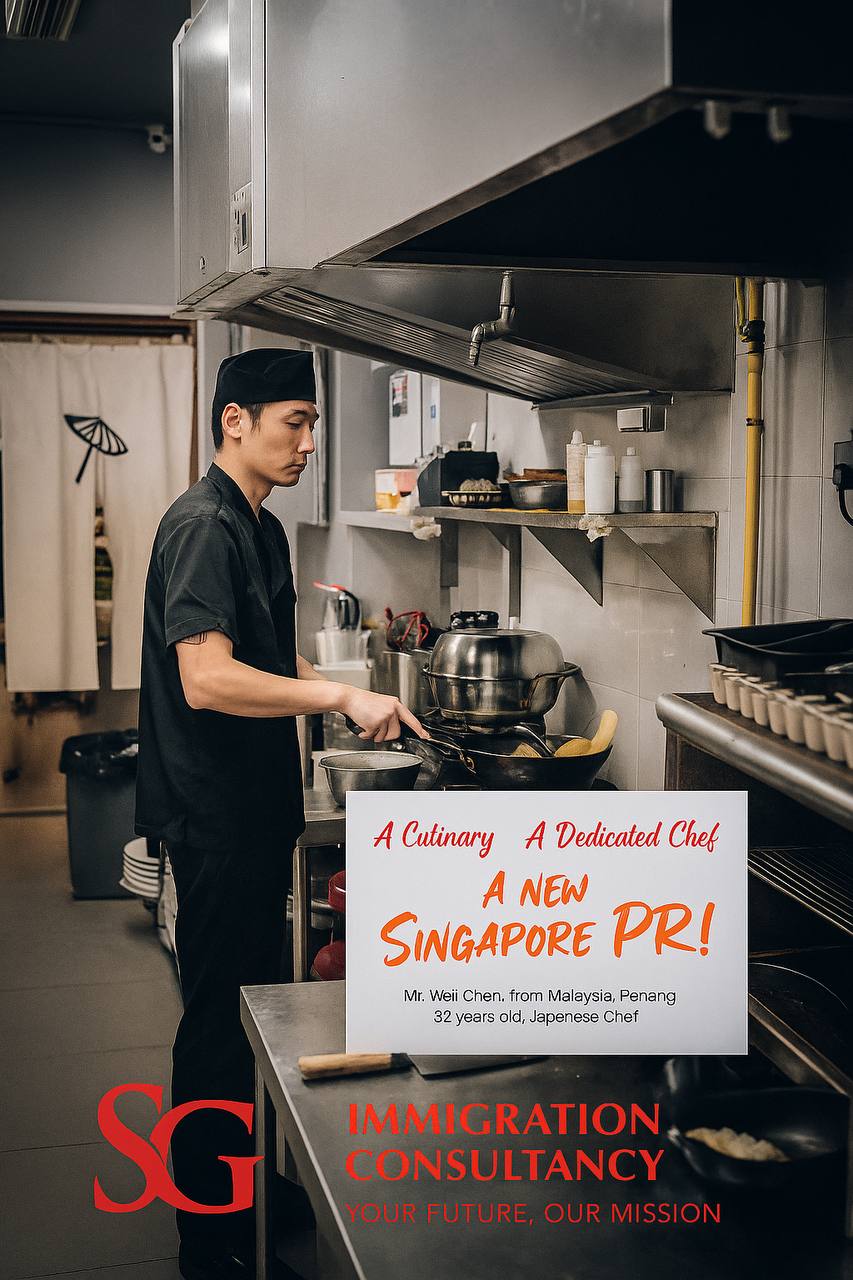 A Cutinary A Dedicated Chef
A NEW
SINGAPORE PR!
Mr. Weii Chen. from Malaysia, Penang
32 years old, Japenese Chef
SG
IMMIGRATION
CONSULTANCY
YOUR FUTURE, OUR MISSION